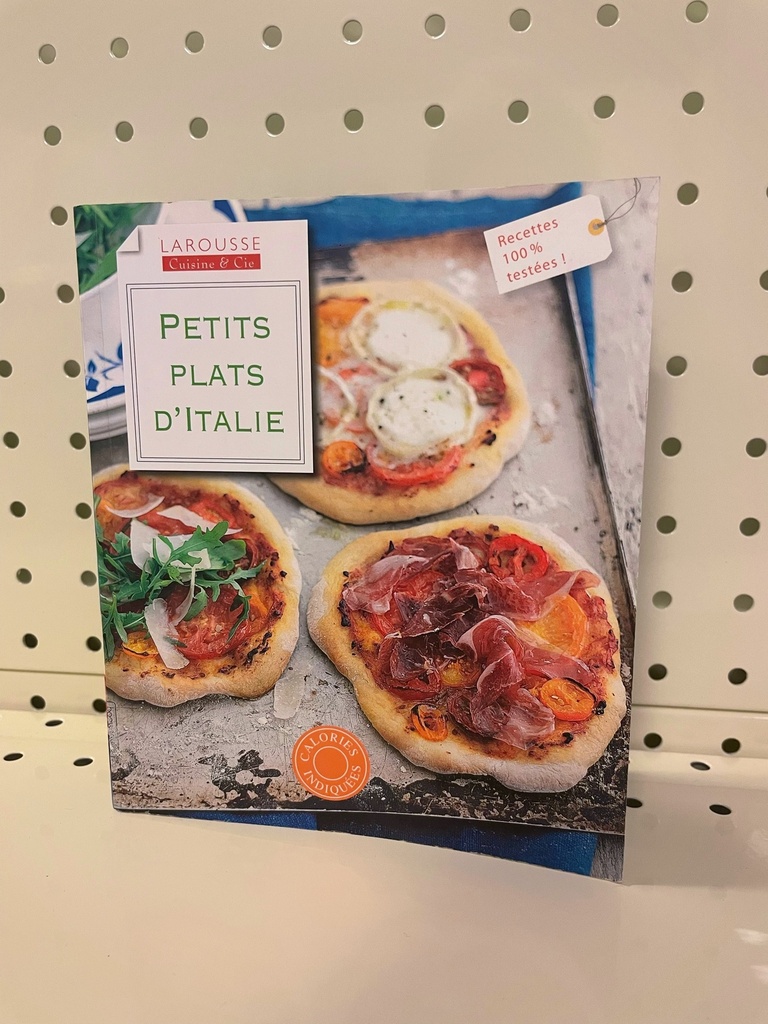 LAROUSSE
Cuisine & Cie
PETITS
PLATS
D'ITALIE
Recettes
100 %
testées !
CALORIES
INDIQUÉES